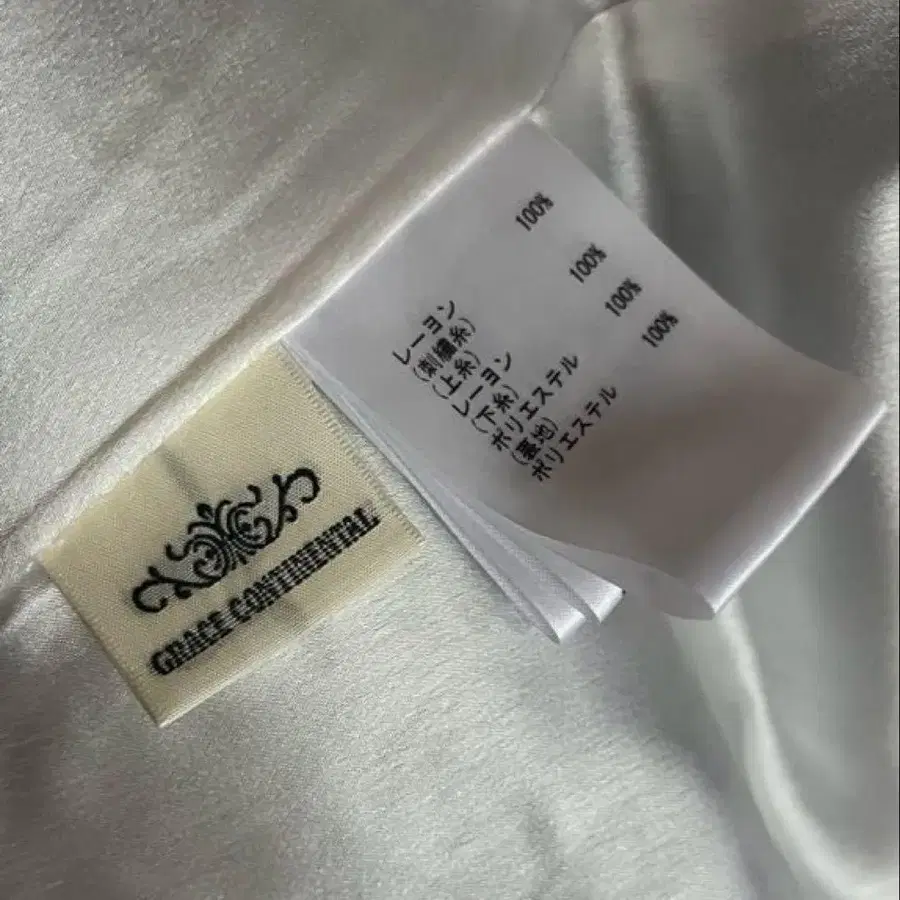 レーヨン 100%
(刺繍糸)
(上糸)
レーヨン 100%
(下糸)
ポリエステル 100%
(裏地)
ポリエステル 100%
GRACE CONTINENTAL